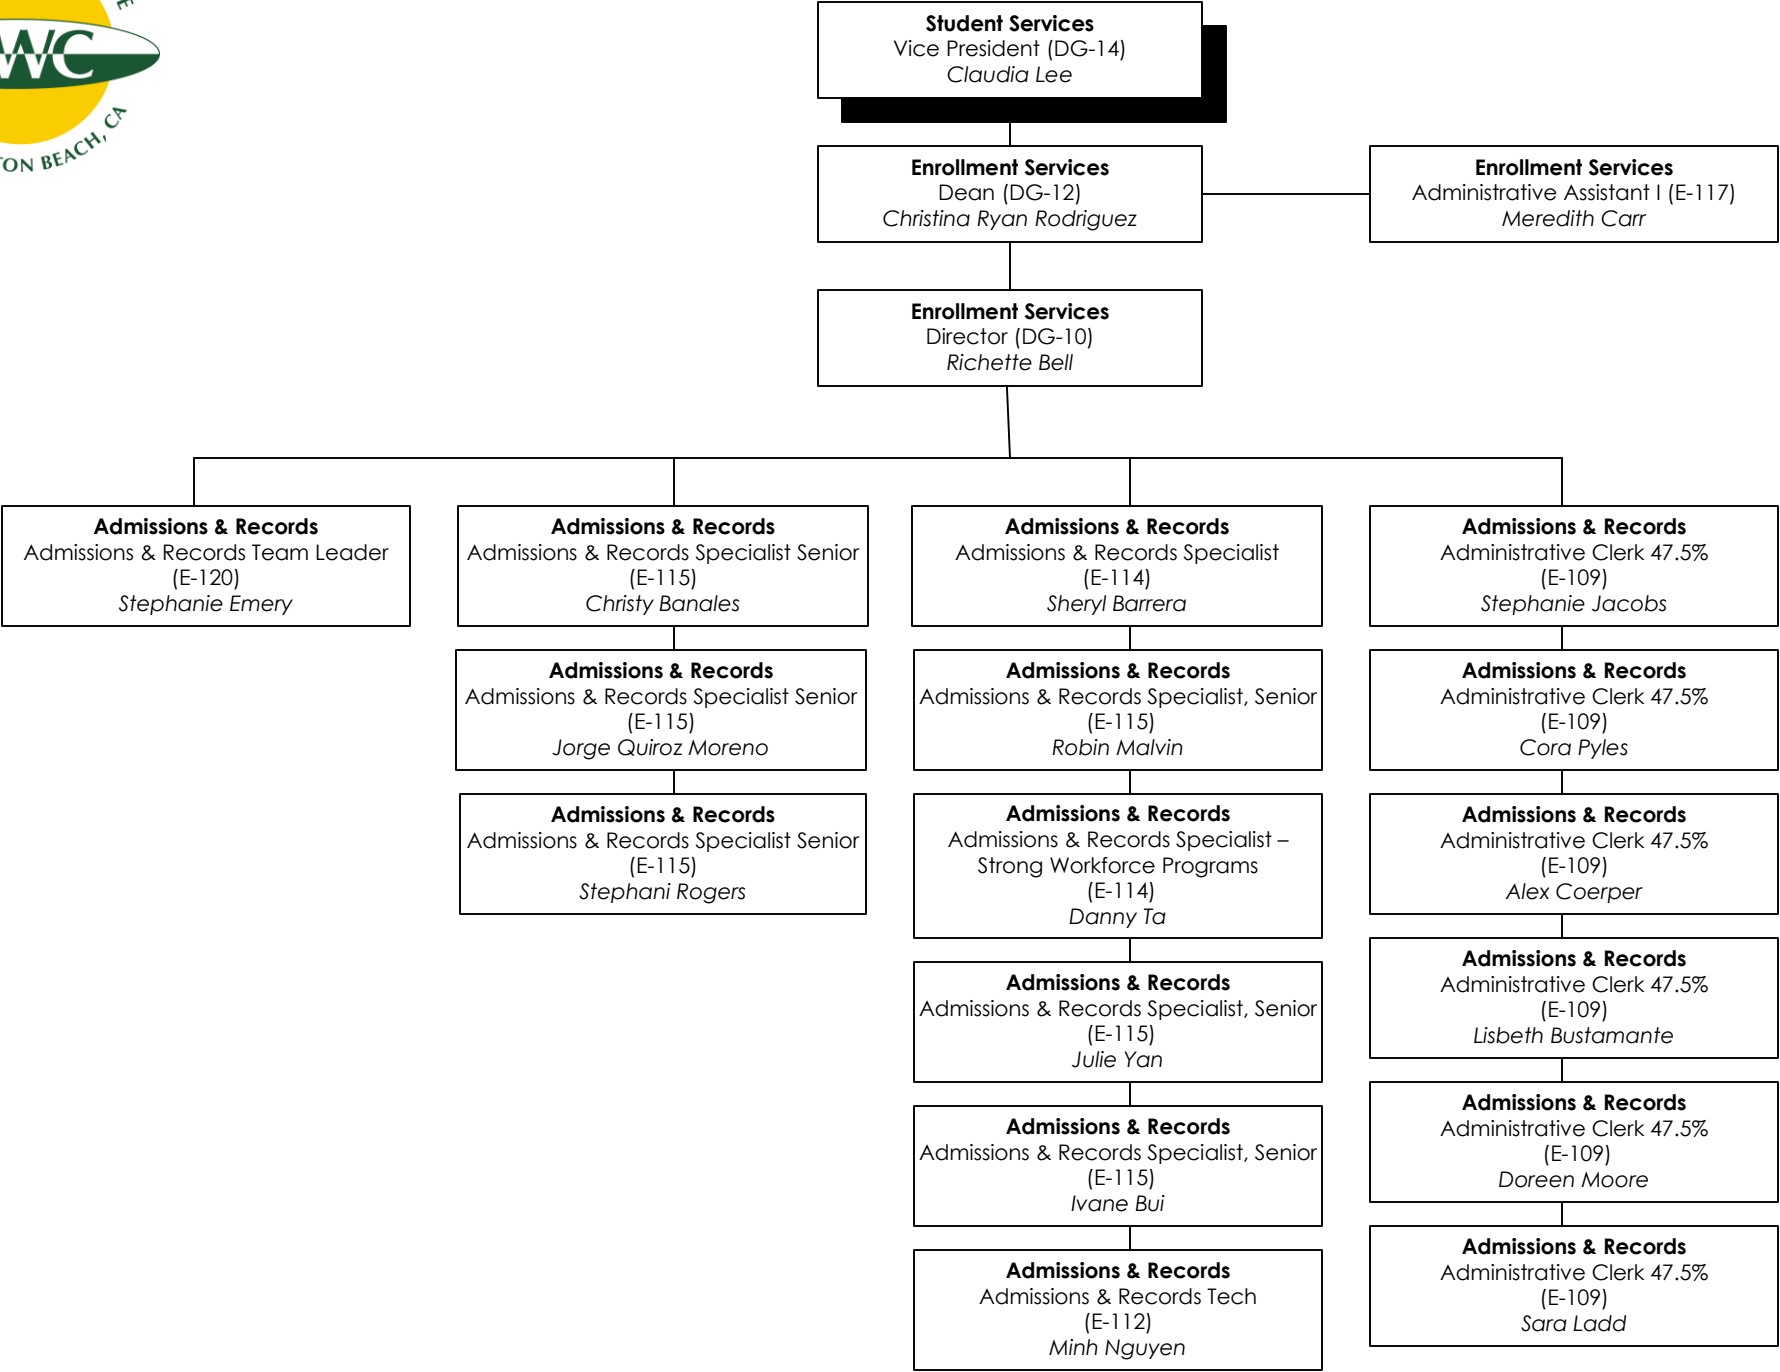 WC
BEACH, CA
Student Services
Vice President (DG-14)
Claudia Lee
Enrollment Services
Dean (DG-12)
Christina Ryan Rodriguez
Enrollment Services
Administrative Assistant I (E-117)
Meredith Carr
Enrollment Services
Director (DG-10)
Richette Bell
Admissions & Records
Admissions & Records Team Leader
(E-120)
Stephanie Emery
Admissions & Records
Admissions & Records Specialist Senior
(E-115)
Christy Banales
Admissions & Records
Admissions & Records Specialist Senior
(E-115)
Jorge Quiroz Moreno
Admissions & Records
Admissions & Records Specialist Senior
(E-115)
Stephani Rogers
Admissions & Records
Admissions & Records Specialist
(E-114)
Sheryl Barrera
Admissions & Records
Admissions & Records Specialist, Senior
(E-115)
Robin Malvin
Admissions & Records
Admissions & Records Specialist –
Strong Workforce Programs
(E-114)
Danny Ta
Admissions & Records
Admissions & Records Specialist, Senior
(E-115)
Julie Yan
Admissions & Records
Admissions & Records Specialist, Senior
(E-115)
Ivane Bui
Admissions & Records
Admissions & Records Tech
(E-112)
Minh Nguyen
Admissions & Records
Administrative Clerk 47.5%
(E-109)
Stephanie Jacobs
Admissions & Records
Administrative Clerk 47.5%
(E-109)
Cora Pyles
Admissions & Records
Administrative Clerk 47.5%
(E-109)
Alex Coerper
Admissions & Records
Administrative Clerk 47.5%
(E-109)
Lisbeth Bustamante
Admissions & Records
Administrative Clerk 47.5%
(E-109)
Doreen Moore
Admissions & Records
Administrative Clerk 47.5%
(E-109)
Sara Ladd